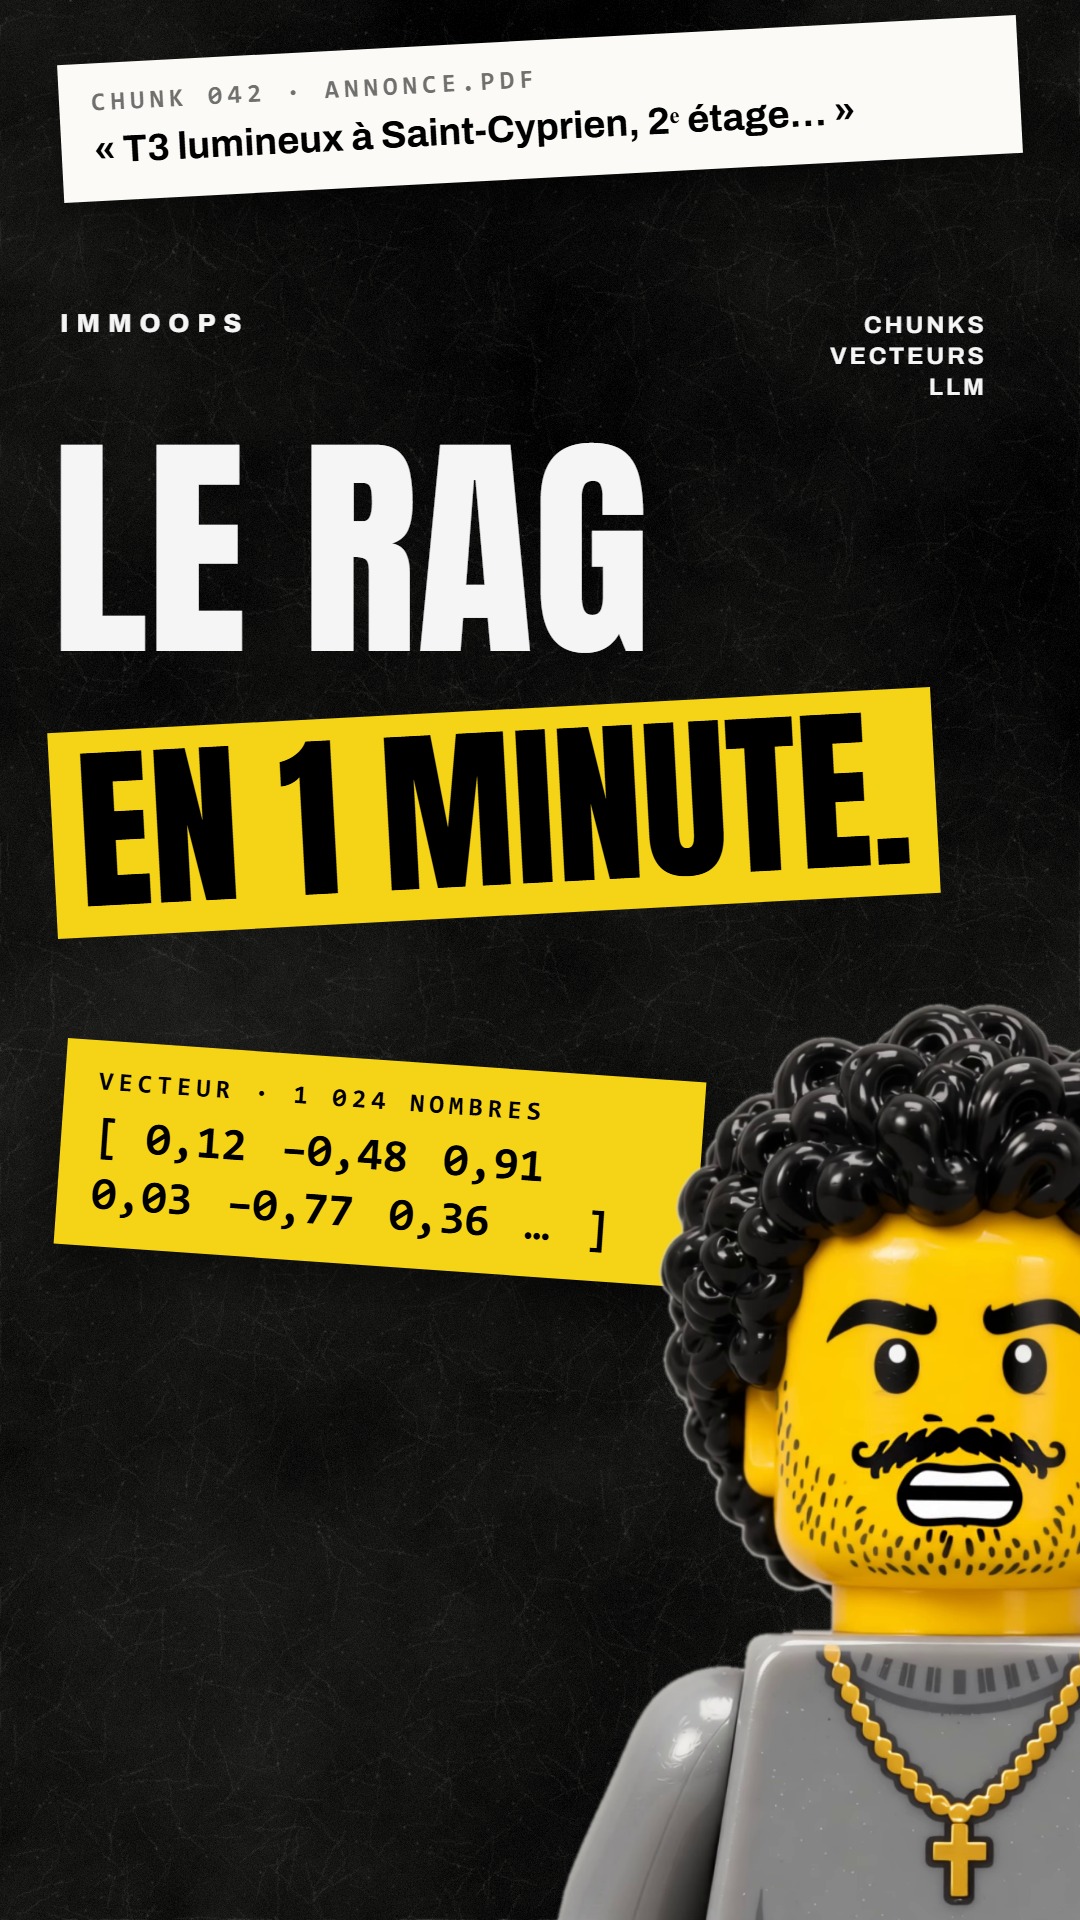 CHUNK 042 · ANNONCE.PDF
« T3 lumineux à Saint-Cyprien, 2ᵉ étage… »
IMMOOPS
CHUNKS
VECTEURS
LLM
LE RAG
EN 1 MINUTE.
VECTEUR · 1 024 NOMBRES
[ 0,12 −0,48 0,91
0,03 −0,77 0,36 … ]